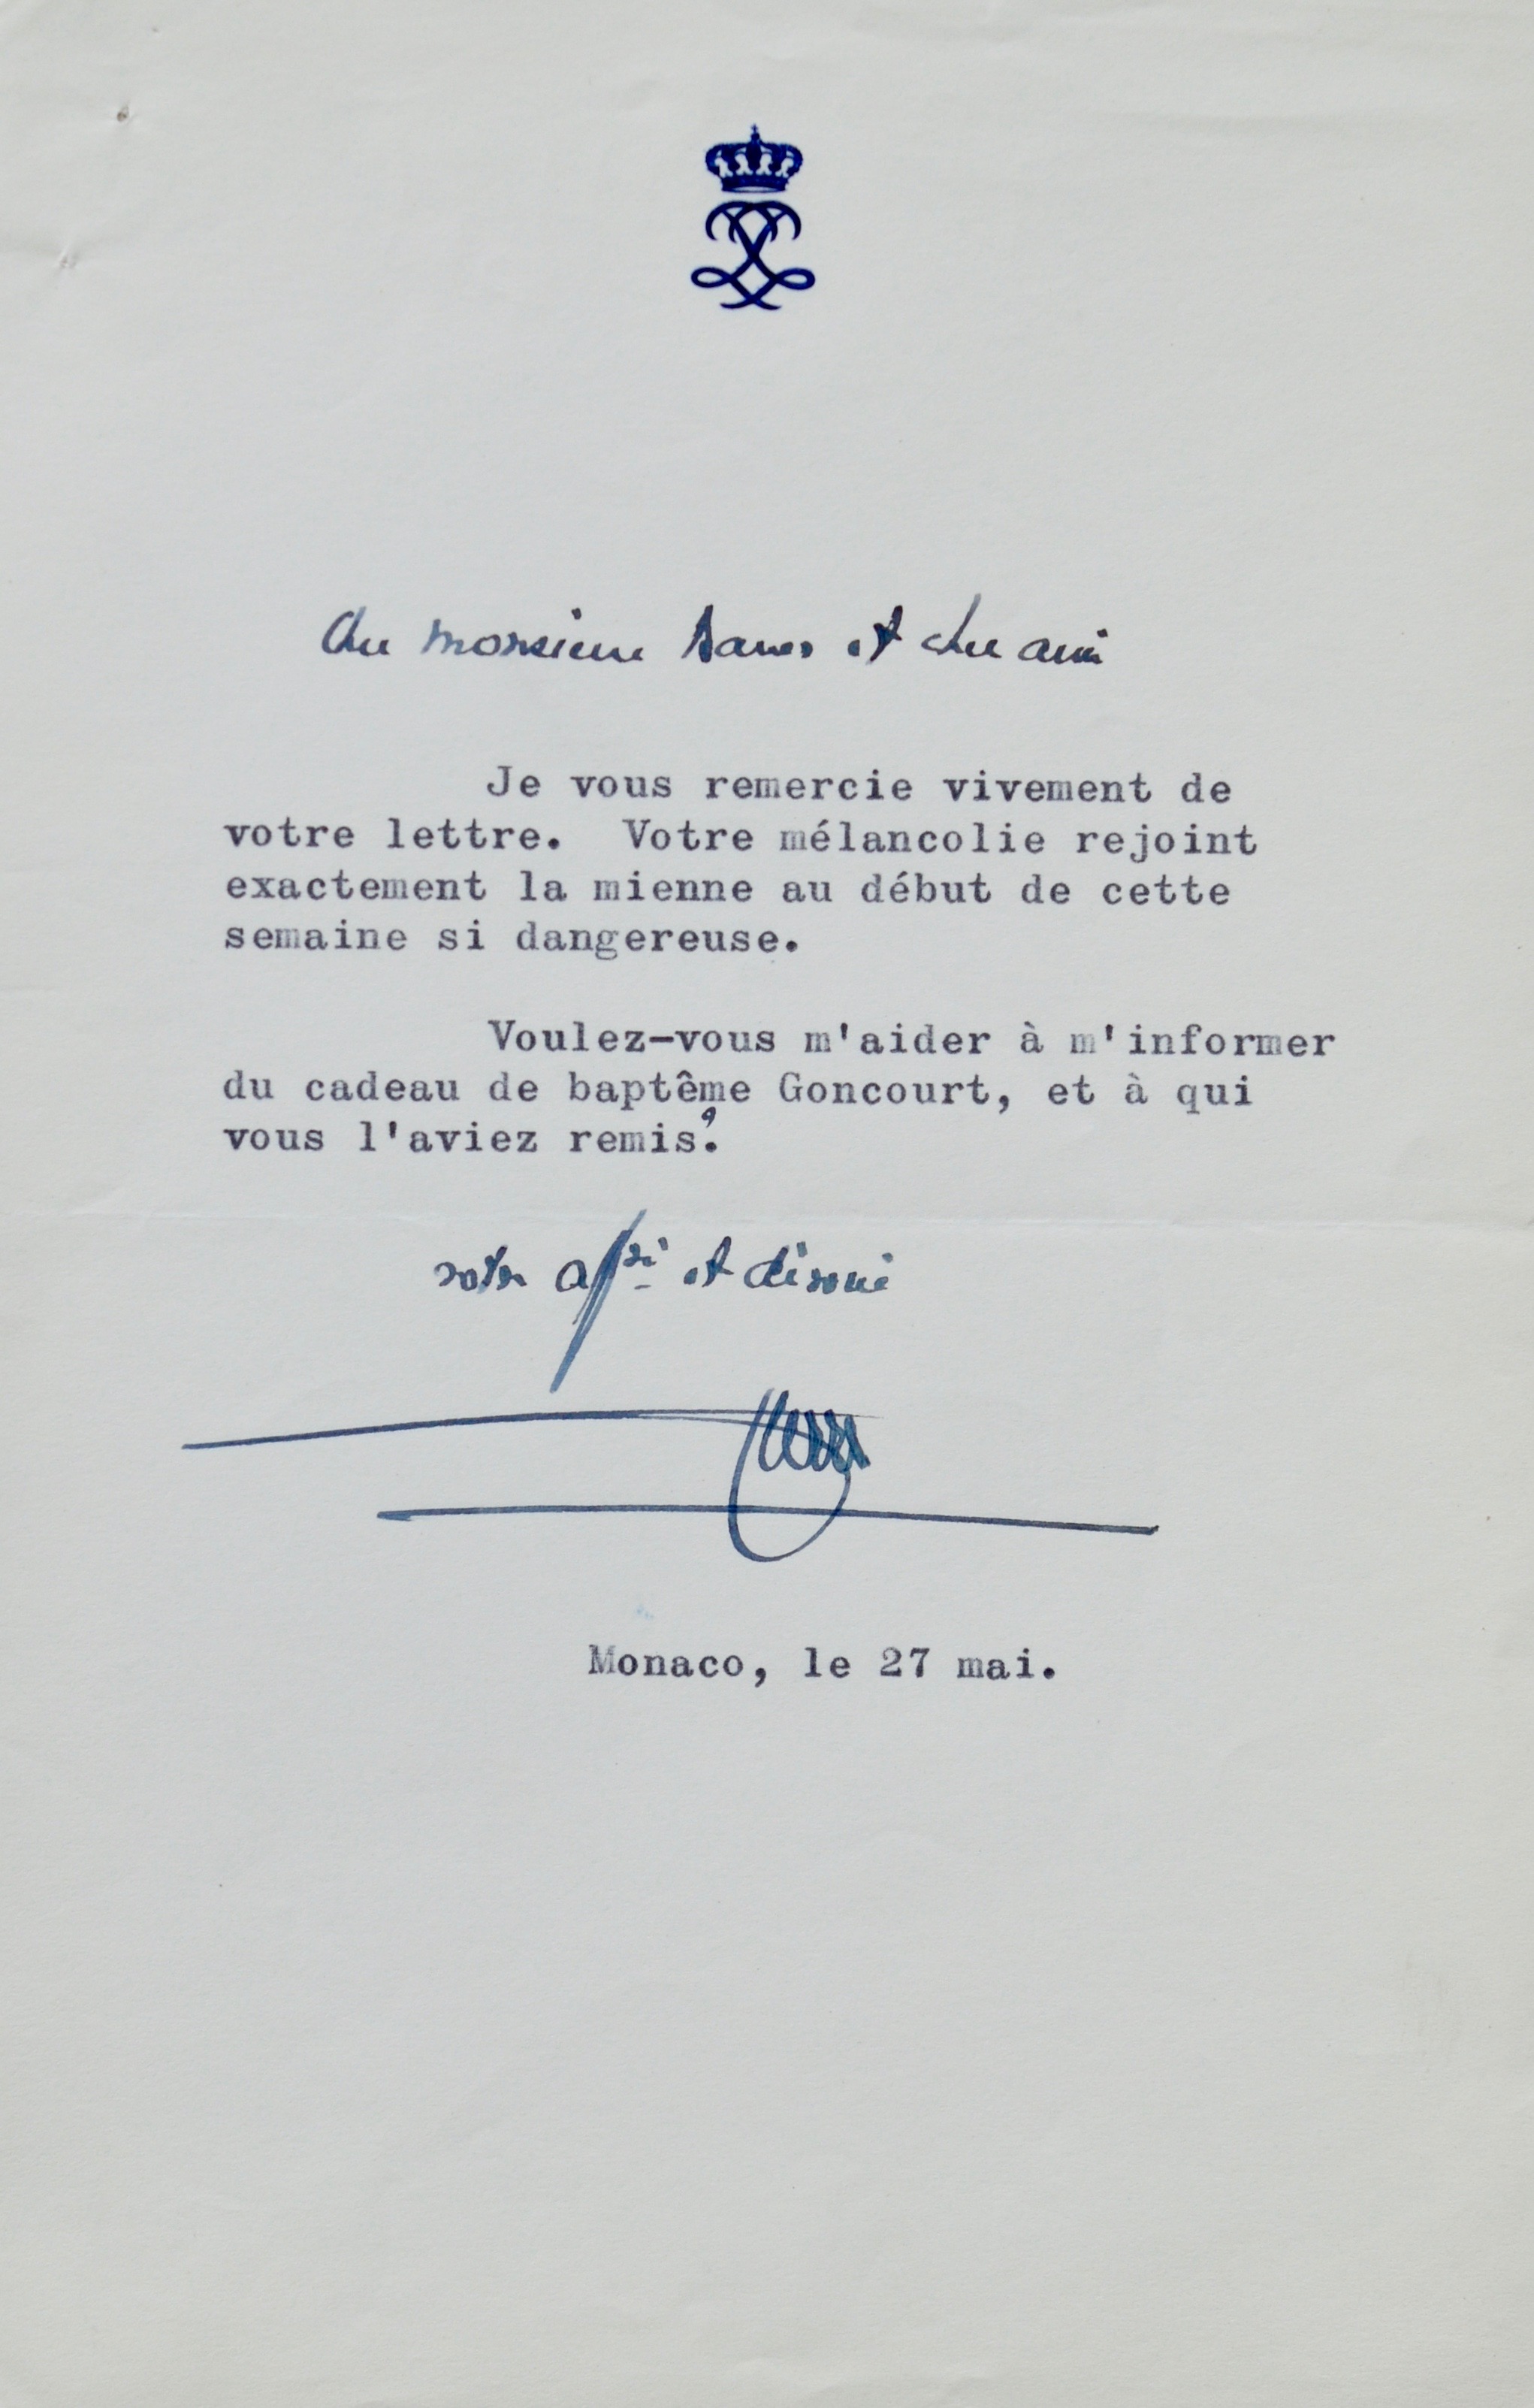 Cher monsieur et cher ami
Je vous remercie vivement de
votre lettre. Votre mélancolie rejoint
exactement la mienne au début de cette
semaine si dangereuse.
Voulez-vous m'aider à m'informer
du cadeau de baptême Goncourt, et à qui
vous l'aviez remis?
votre aff et dévoué
Monaco, le 27 mai.